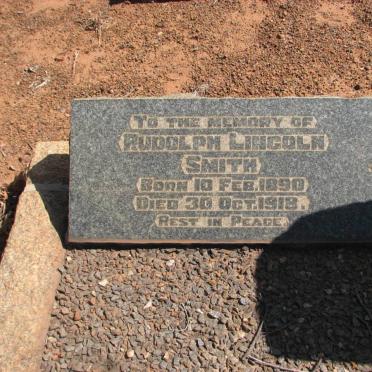 TO THE MEMORY OF
RUDOLPH LINCOLN
SMITH
BORN 10 FEB. 1890
DIED 30 OCT. 1918.
REST IN PEACE.